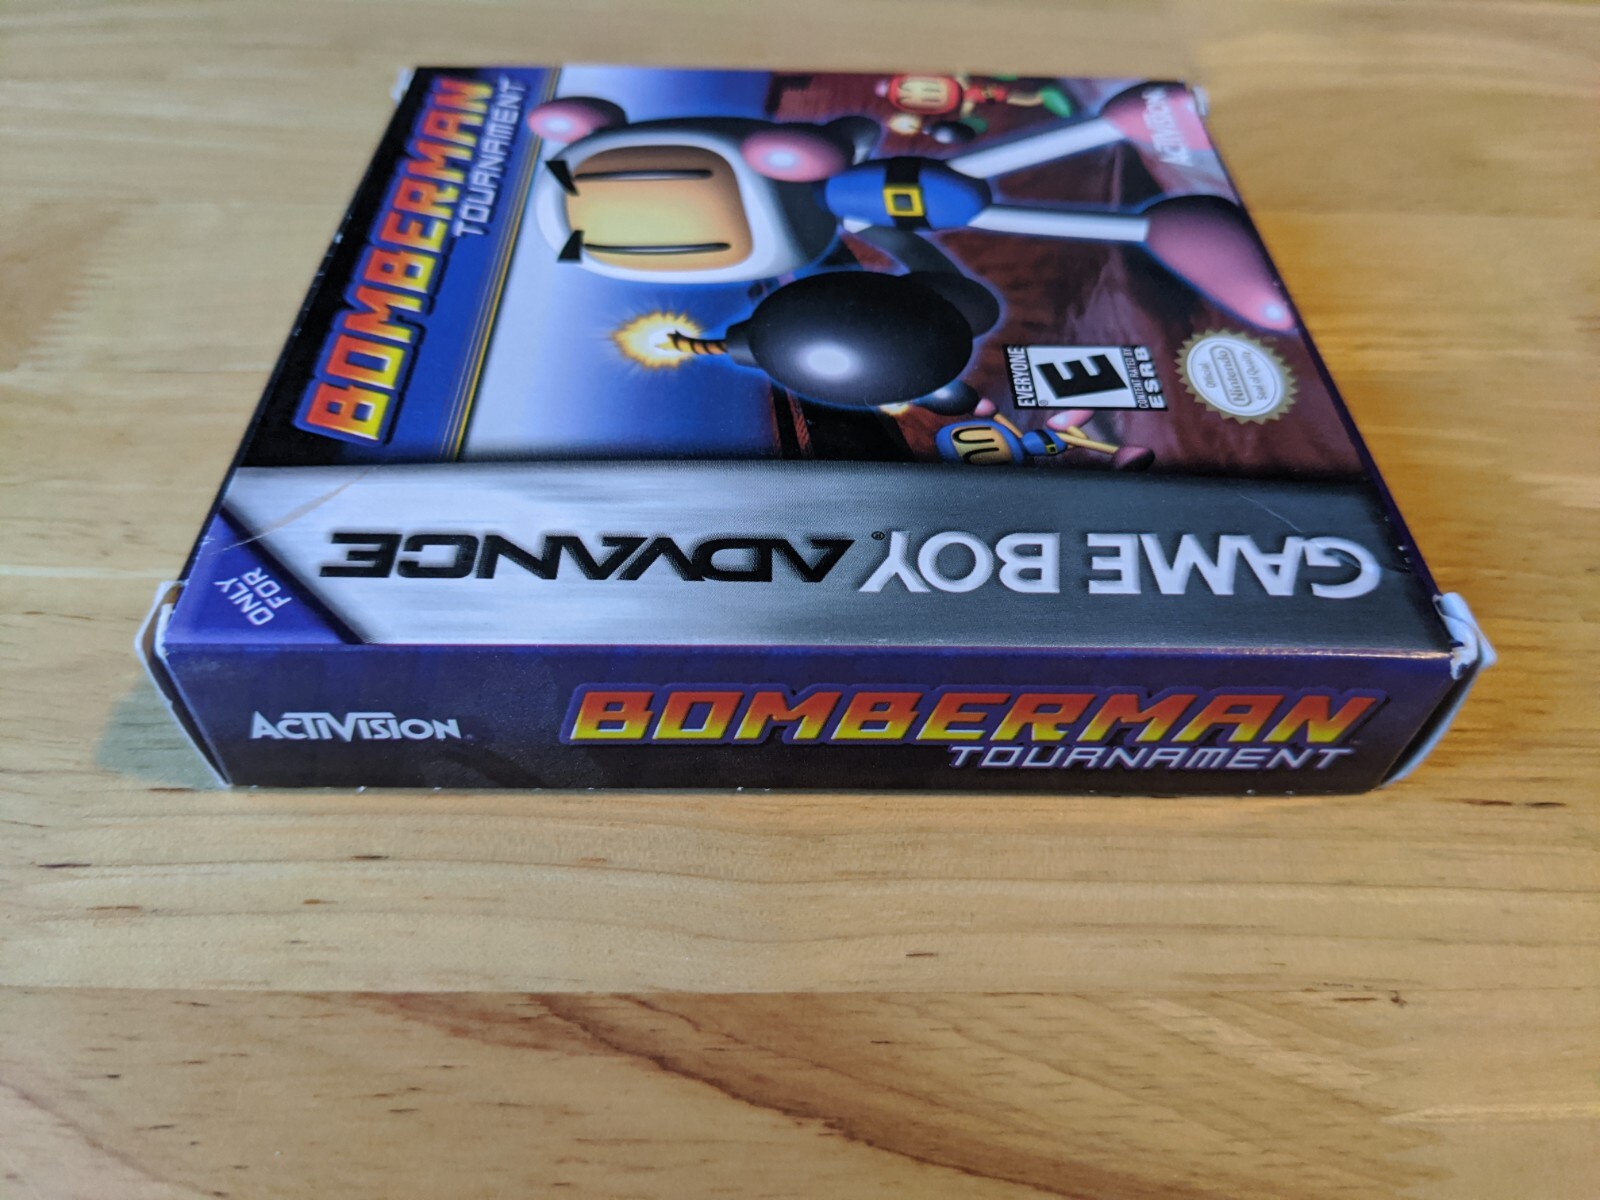 BOMBERMAN
TOURNAMENT
ACTIVISION
EVERYONE
E
CONTENT RATED BY
ESRB
Official
Nintendo
Seal of Quality
ONLY
FOR
GAME BOY ADVANCE
ACTIVISION
BOMBERMAN
TOURNAMENT